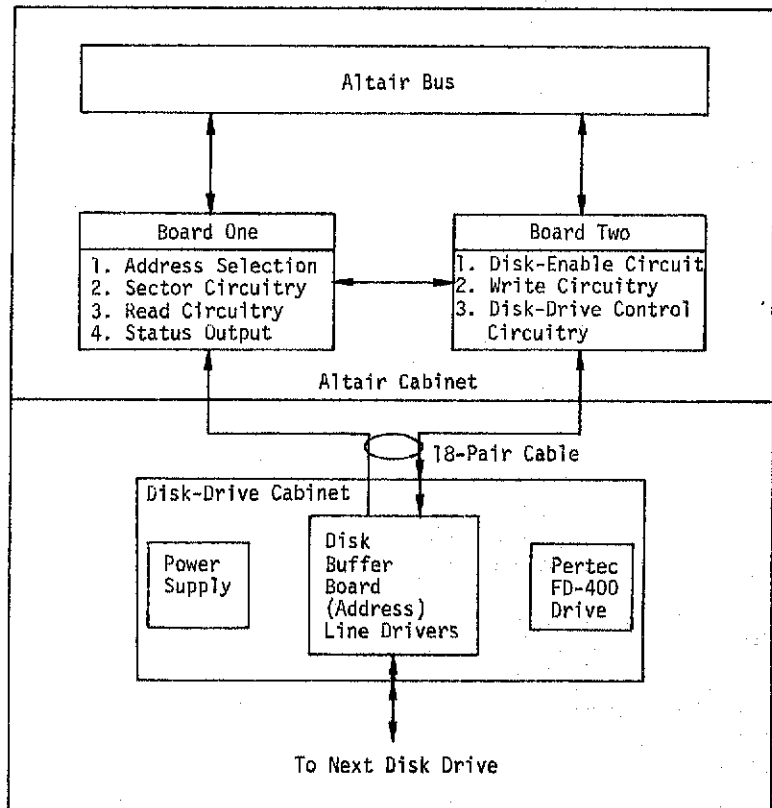 Altair Bus
Board One
1. Address Selection
2. Sector Circuitry
3. Read Circuitry
4. Status Output
Board Two
1. Disk-Enable Circuit
2. Write Circuitry
3. Disk-Drive Control
Circuitry
Altair Cabinet
18-Pair Cable
Disk-Drive Cabinet
Power
Supply
Disk
Buffer
Board
(Address)
Line Drivers
Pertec
FD-400
Drive
To Next Disk Drive